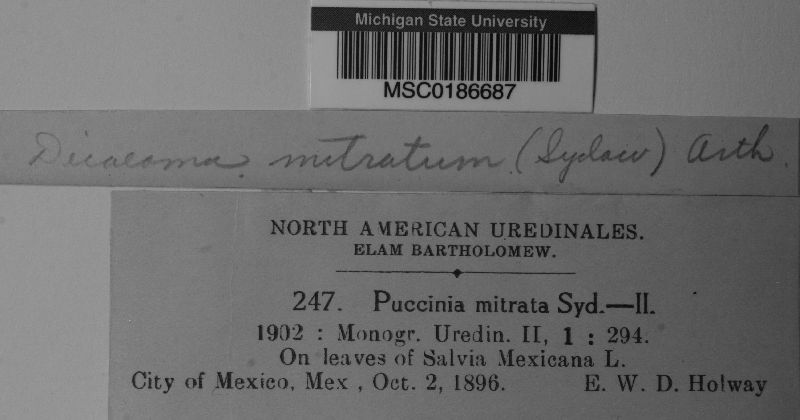 Michigan State University
MSC0186687
Dicaeoma mitratum (Sydow) Arth.
NORTH AMERICAN UREDINALES.
ELAM BARTHOLOMEW.
247. Puccinia mitrata Syd.—II.
1902 : Monogr. Uredin. II, 1 : 294.
On leaves of Salvia Mexicana L.
City of Mexico, Mex , Oct. 2, 1896. E. W. D. Holway